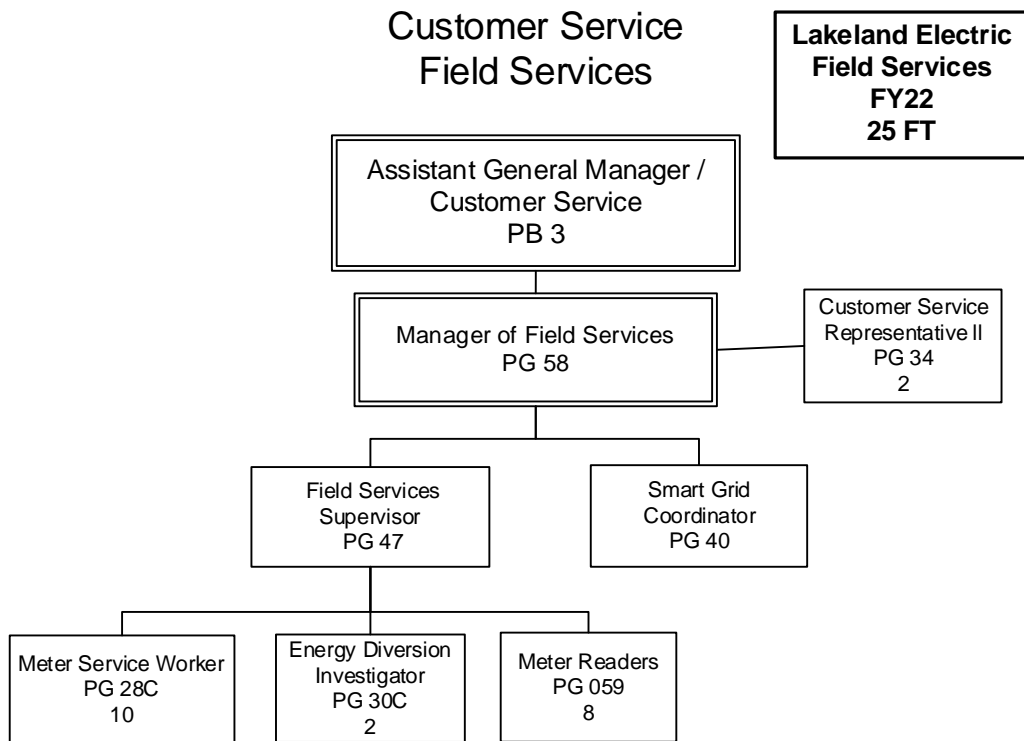 Customer Service
Field Services
Lakeland Electric
Field Services
FY22
25 FT
Assistant General Manager /
Customer Service
PB 3
Manager of Field Services
PG 58
Customer Service
Representative II
PG 34
2
Field Services
Supervisor
PG 47
Smart Grid
Coordinator
PG 40
Meter Service Worker
PG 28C
10
Energy Diversion
Investigator
PG 30C
2
Meter Readers
PG 059
8